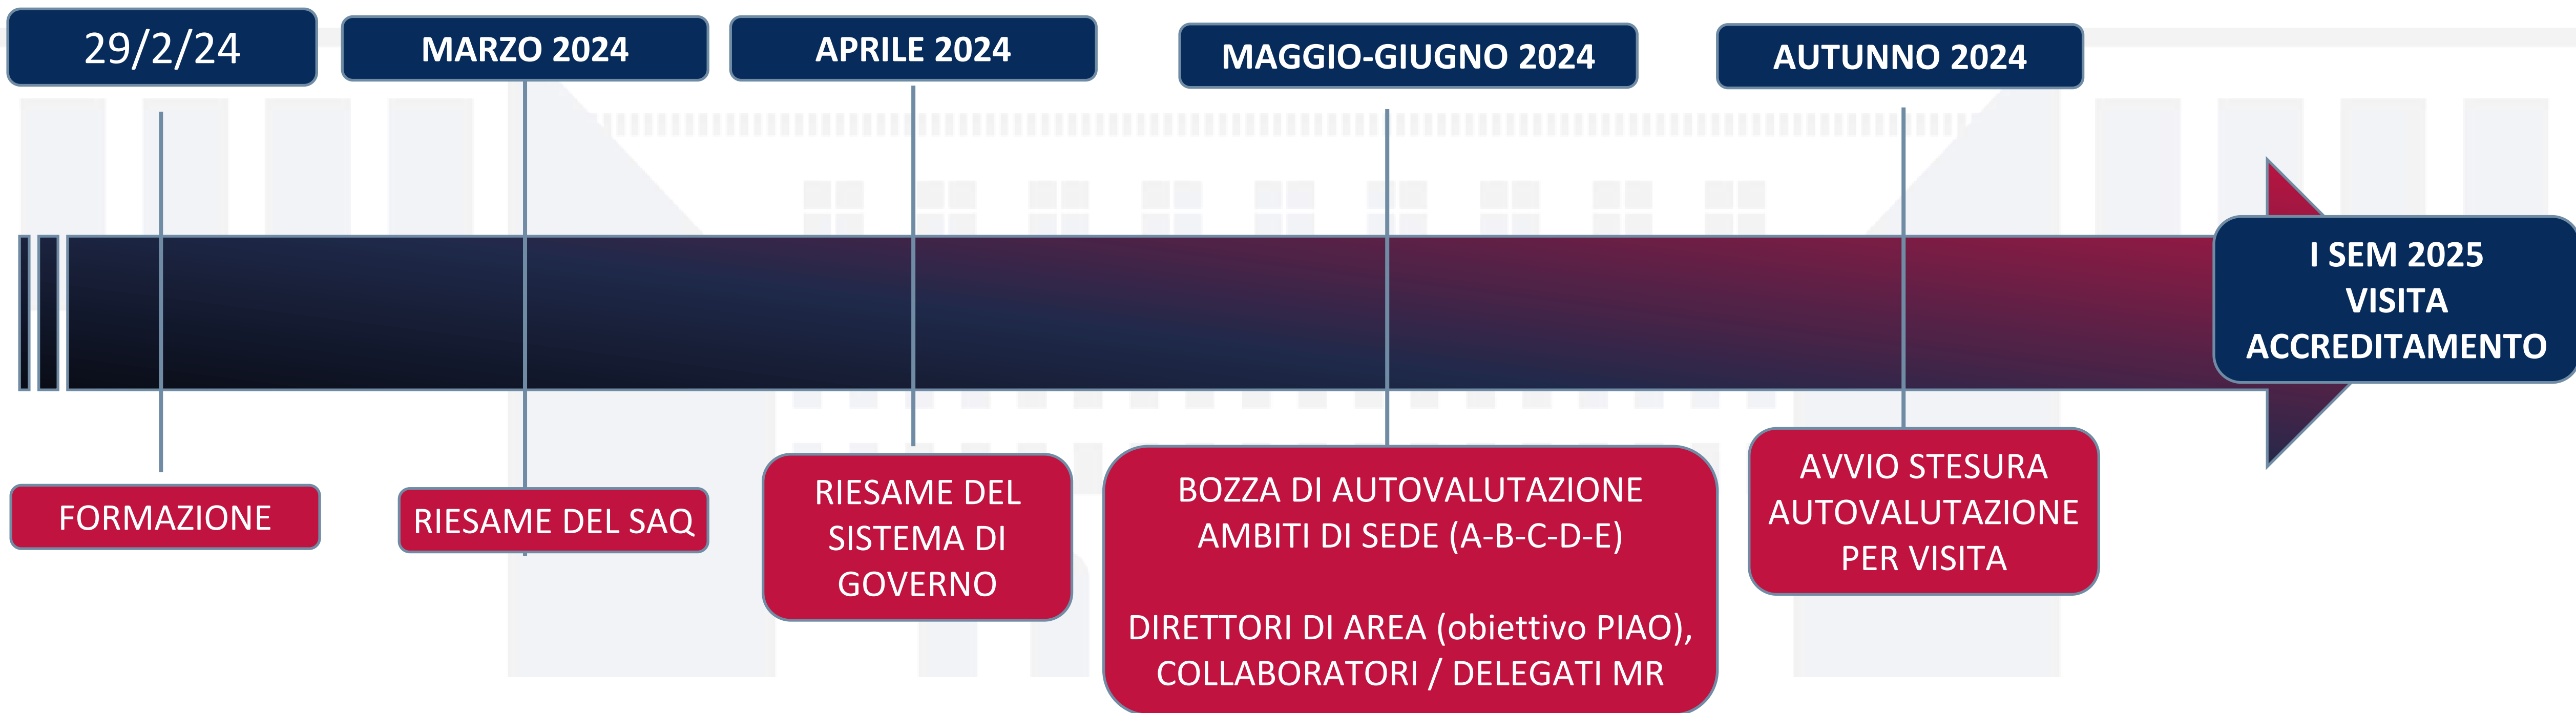 29/2/24
MARZO 2024
APRILE 2024
MAGGIO-GIUGNO 2024
AUTUNNO 2024
I SEM 2025
VISITA
ACCREDITAMENTO
FORMAZIONE
RIESAME DEL SAQ
RIESAME DEL
SISTEMA DI
GOVERNO
BOZZA DI AUTOVALUTAZIONE
AMBITI DI SEDE (A-B-C-D-E)
DIRETTORI DI AREA (obiettivo PIAO),
COLLABORATORI / DELEGATI MR
AVVIO STESURA
AUTOVALUTAZIONE
PER VISITA